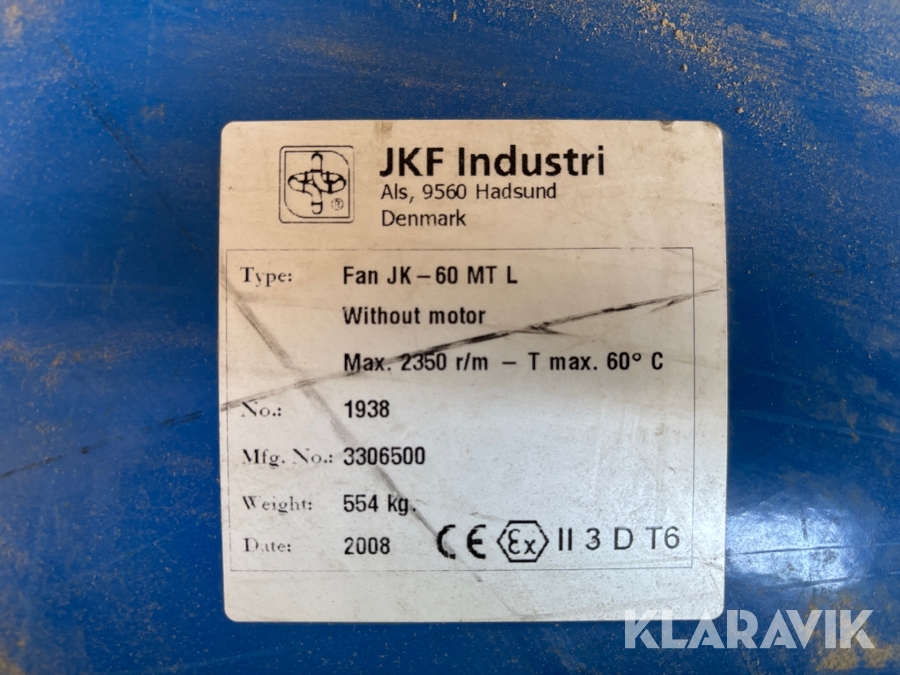 JKF Industri
Als, 9560 Hadsund
Denmark
Type: Fan JK-60 MT L
Without motor
Max. 2350 r/m - T max. 60° C
No.: 1938
Mfg. No.: 3306500
Weight: 554 kg.
Date: 2008 CE Ex II 3 D T6
KLARAVIK